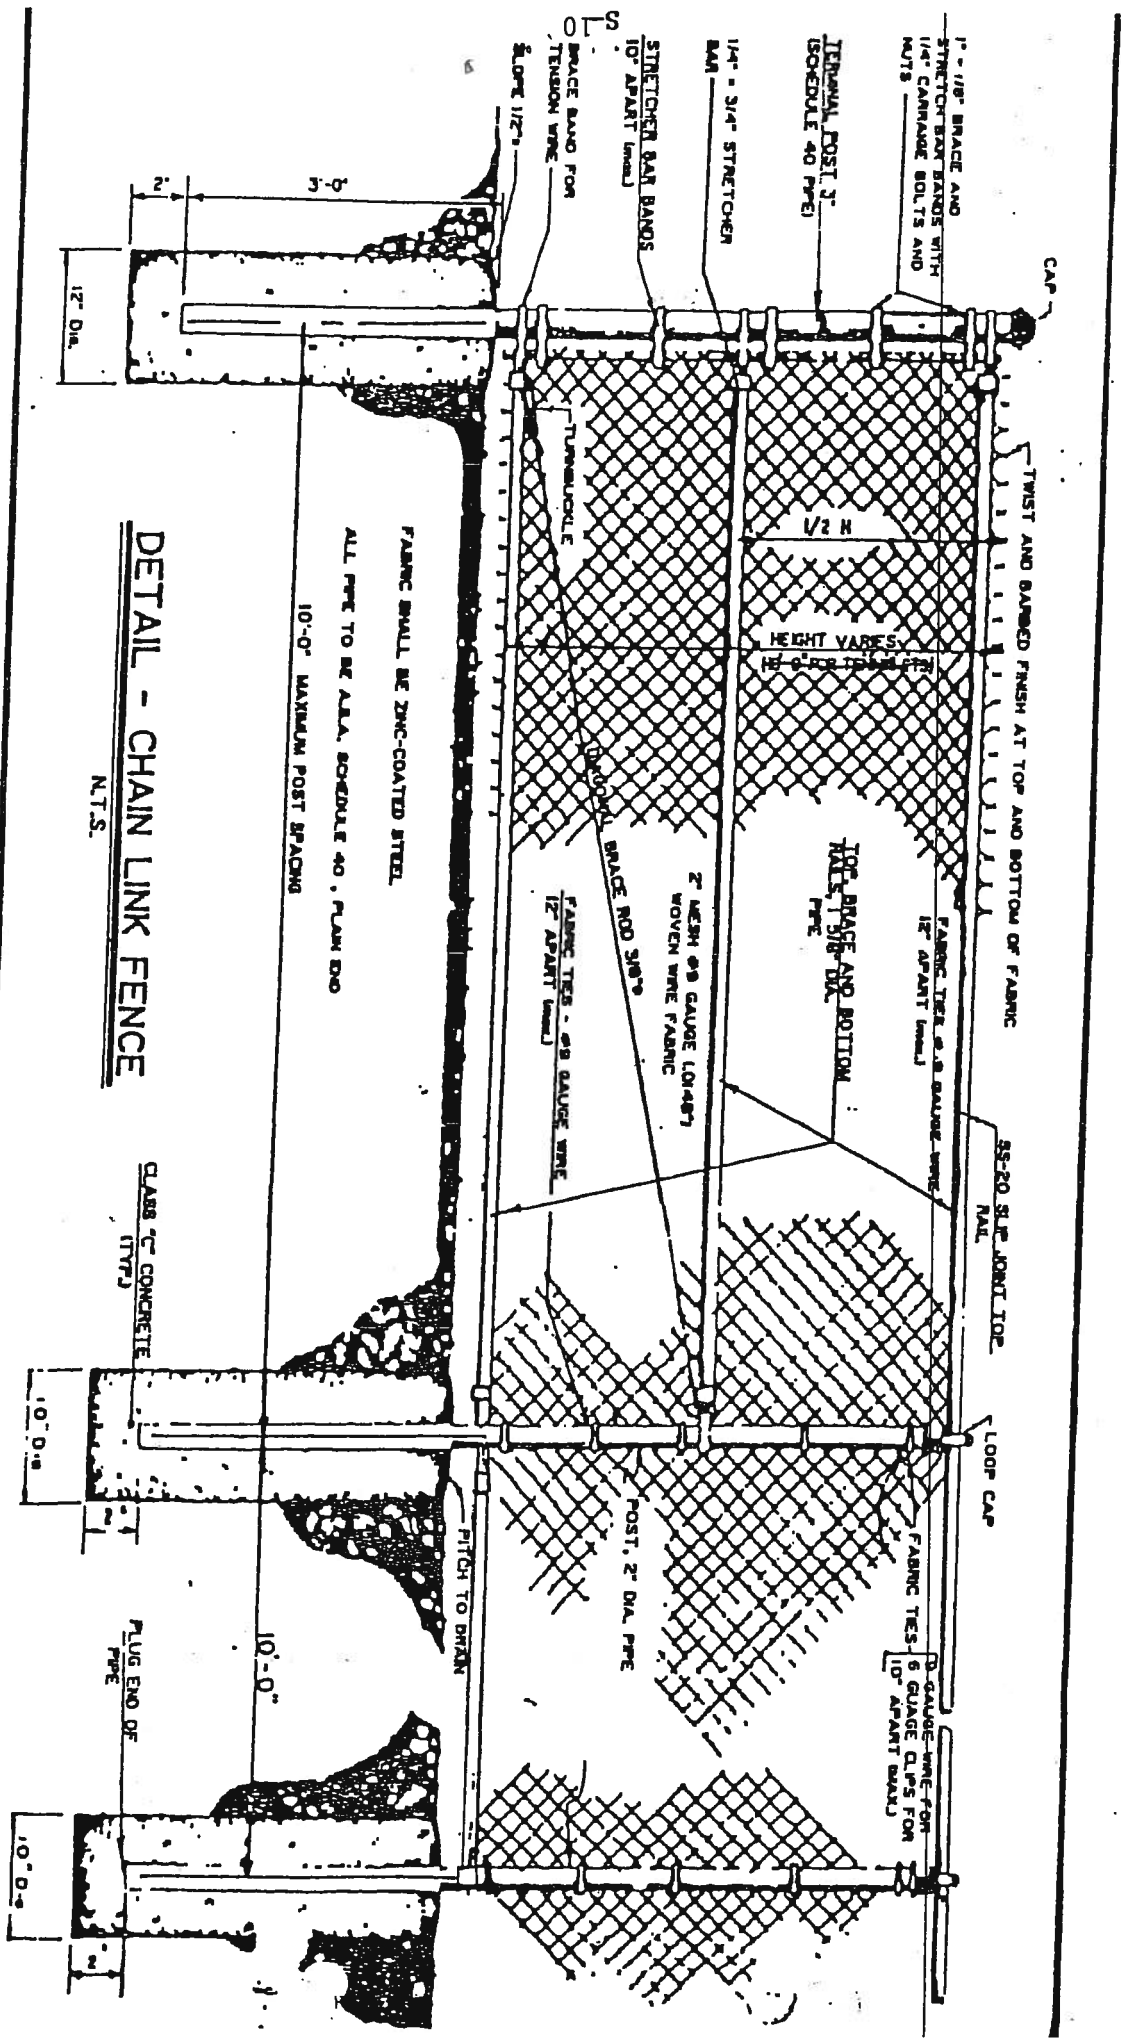 S-10
1" × 1/8" BRACE AND
STRETCH BAR BANDS WITH
1/4" CARRIAGE BOLTS AND
NUTS
CAP
TERMINAL POST 3"
(SCHEDULE 40 PIPE)
1/4" × 3/4" STRETCHER
BAR
STRETCHER BAR BANDS
10" APART (max.)
BRACE BAND FOR
TENSION WIRE
SLOPE 1/2"
2"
3'-0"
12" Dia.
TWIST AND BARBED FINISH AT TOP AND BOTTOM OF FABRIC
1/2 H
HEIGHT VARIES
TURNBUCKLE
DIAGONAL BRACE ROD 3/8"ø
2" MESH #9 GAUGE (.0148")
WOVEN WIRE FABRIC
TOP, BRACE AND BOTTOM
RAILS, 1 5/8" DIA.
PIPE
FABRIC TIES #9 GAUGE WIRE
12" APART (max.)
FABRIC TIES - #9 GAUGE WIRE
12" APART (max.)
SS-20 SLIP JOINT TOP
RAIL
LOOP CAP
FABRIC TIES
9 GAUGE WIRE FOR
6 GUAGE CLIPS FOR
10" APART (MAX.)
POST, 2" DIA. PIPE
PITCH TO DRAIN
FABRIC SHALL BE ZINC-COATED STEEL
ALL PIPE TO BE A.S.A. SCHEDULE 40, PLAIN END
10'-0" MAXIMUM POST SPACING
10'-0"
CLASS "C" CONCRETE
(TYP.)
10" Dia
2"
PLUG END OF
PIPE
10" Dia
2"
DETAIL - CHAIN LINK FENCE
N.T.S.